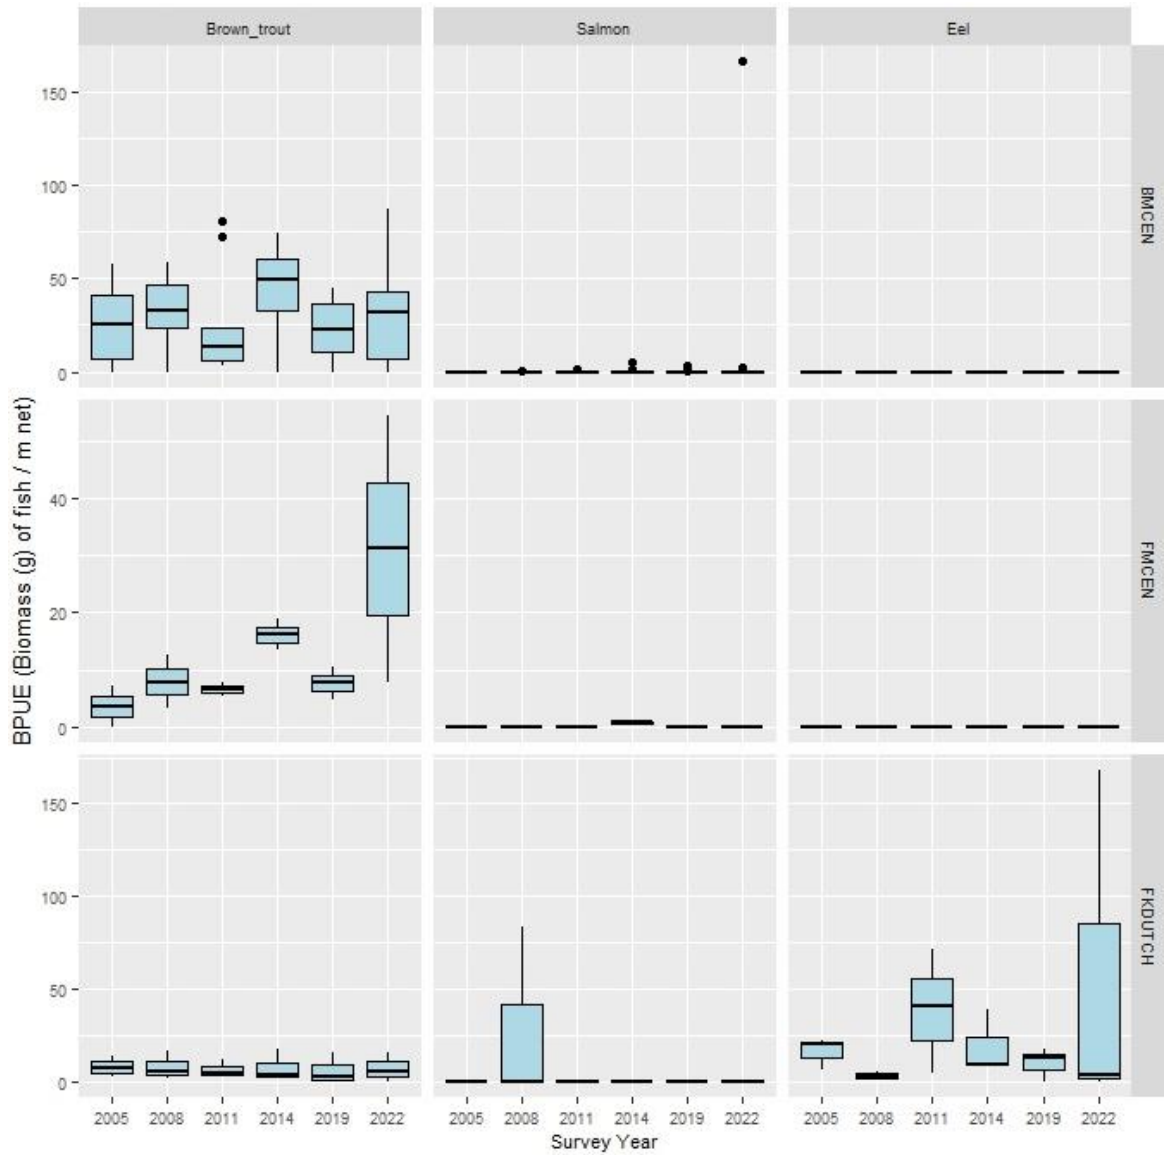 Brown_trout Salmon Eel
150
100
50
0
BMCEN
BPUE (Biomass (g) of fish / m net)
40
20
0
FMCEN
150
100
50
0
FKDUTCH
2005 2008 2011 2014 2019 2022 2005 2008 2011 2014 2019 2022 2005 2008 2011 2014 2019 2022
Survey Year